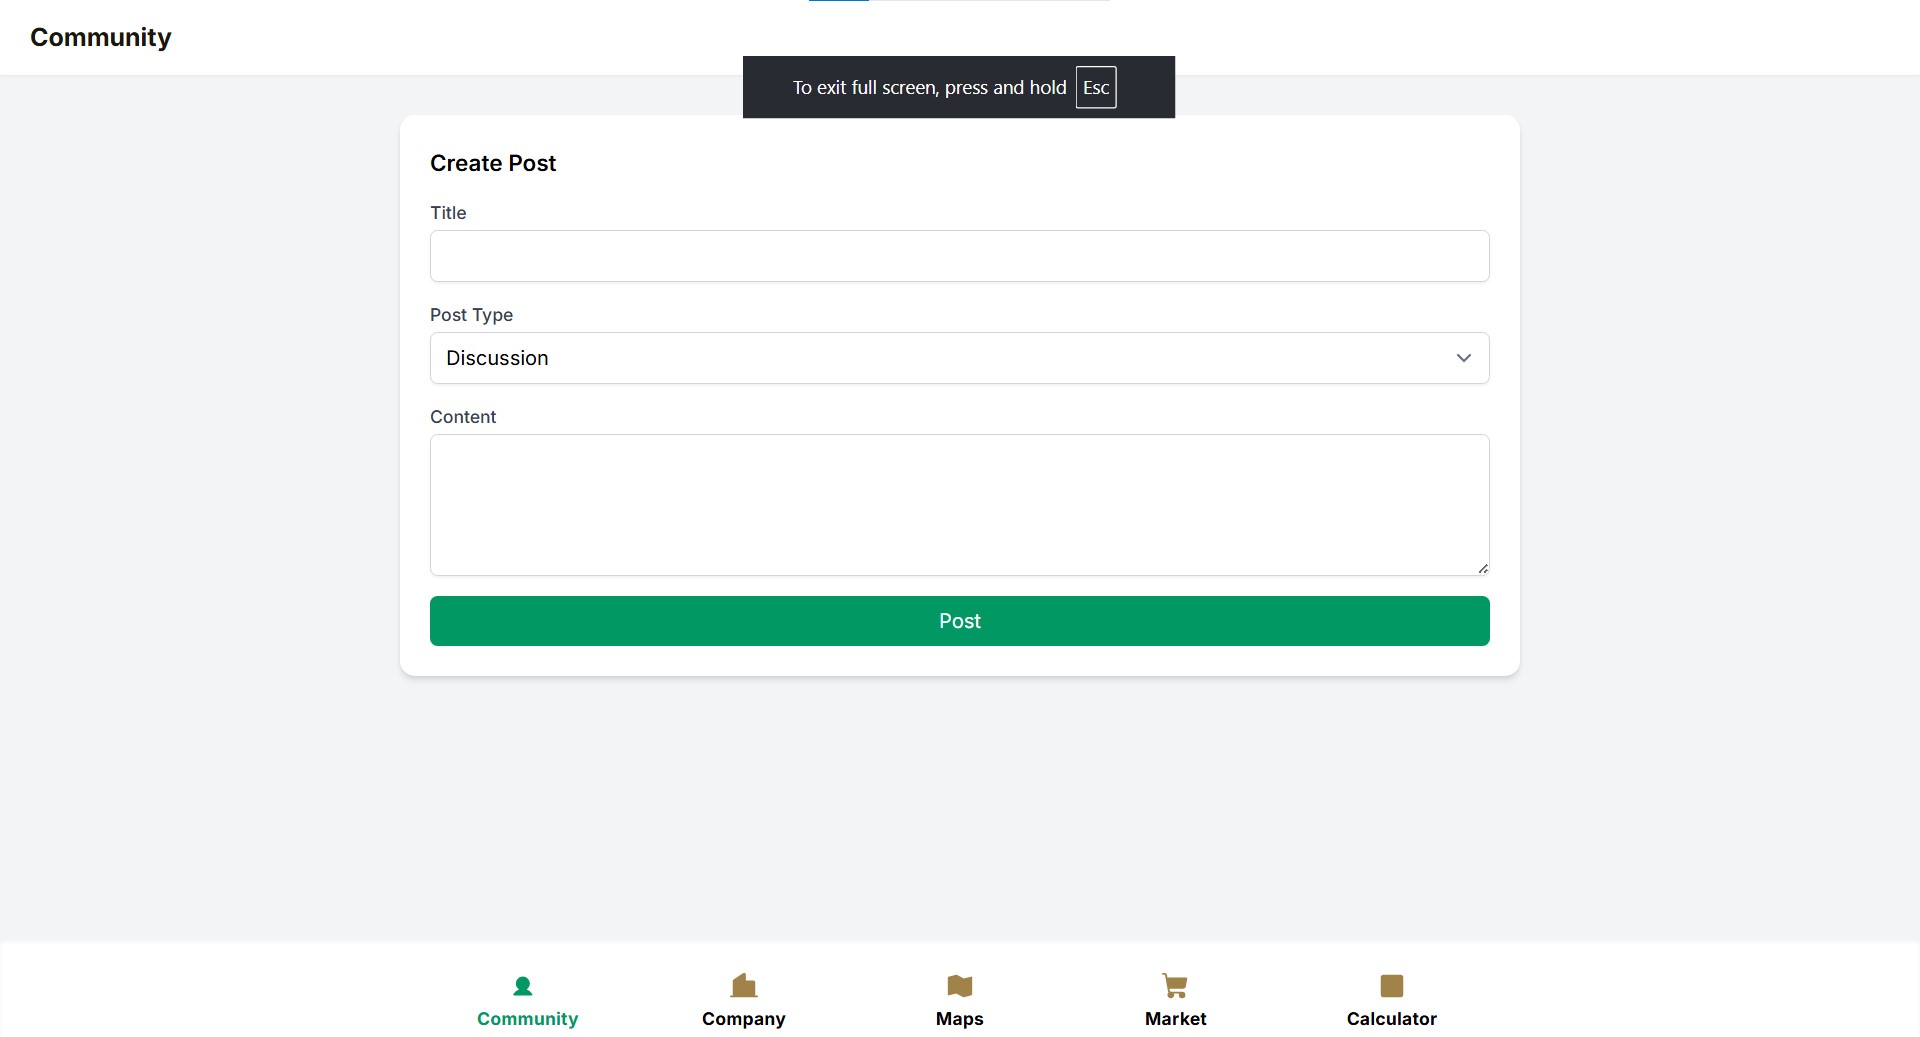 Community
To exit full screen, press and hold Esc
Create Post
Title
Post Type
Discussion
Content
Post
Community
Company
Maps
Market
Calculator